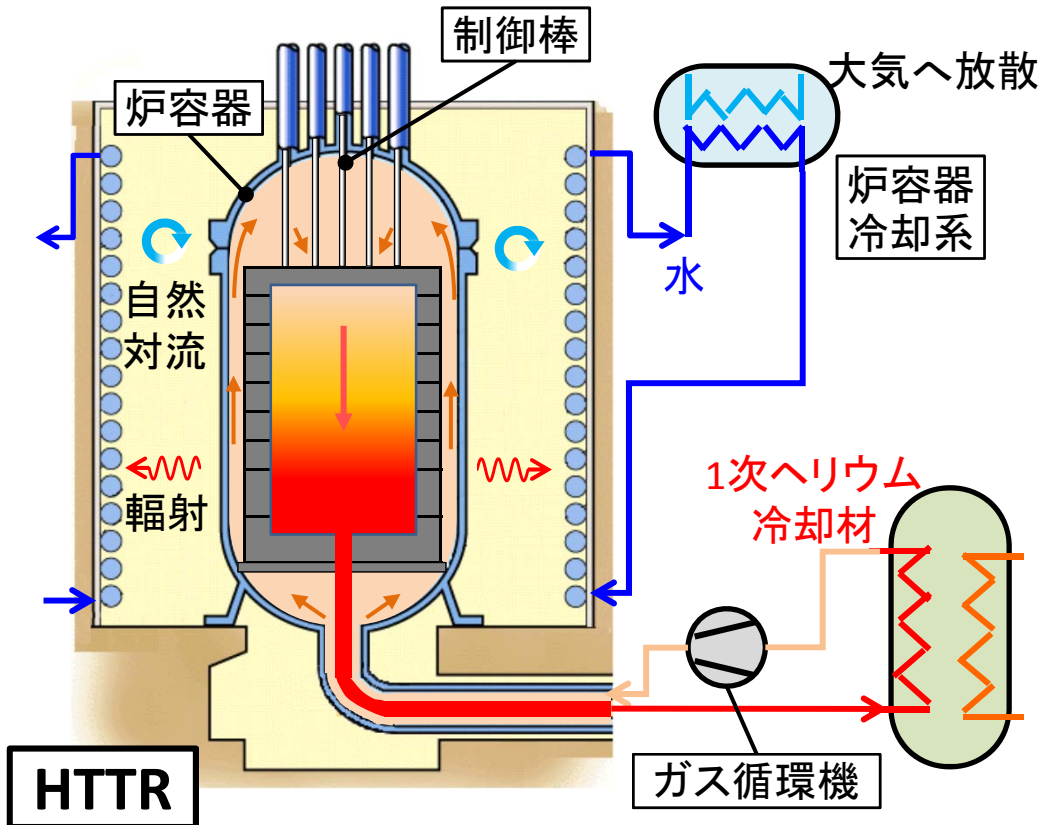 制御棒
炉容器
大気へ放散
炉容器
冷却系
水
自然
対流
輻射
1次ヘリウム
冷却材
ガス循環機
HTTR